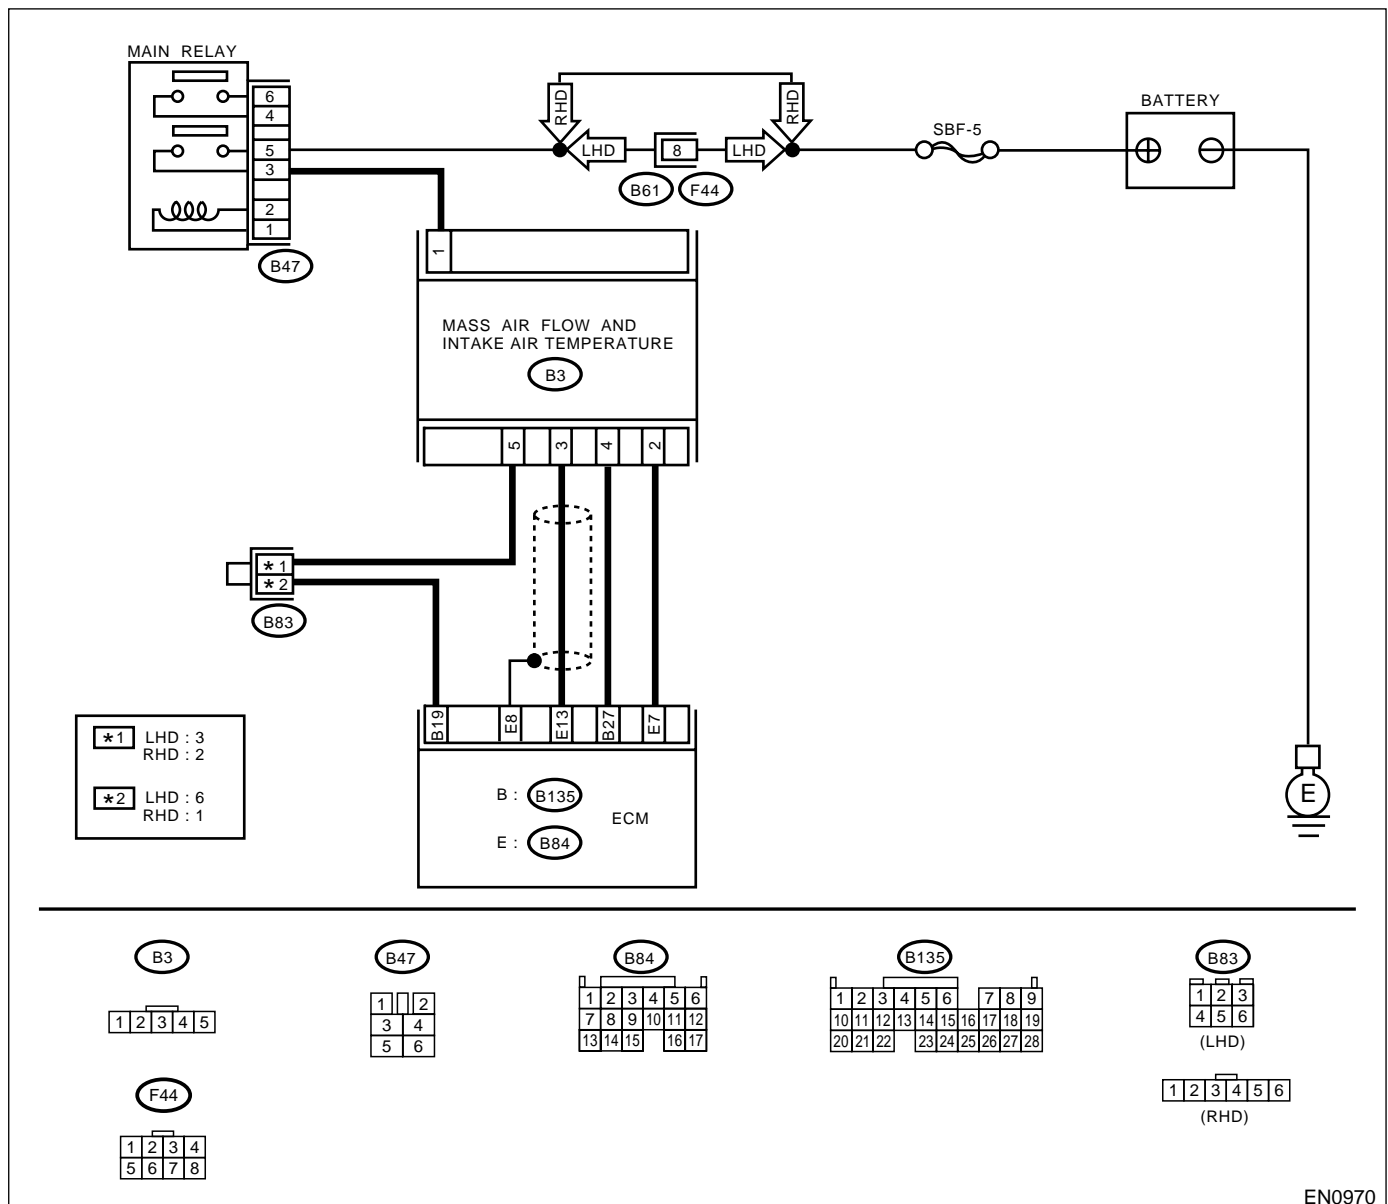 MAIN RELAY
BATTERY
SBF-5
RHD
RHD
6
4
5
3
2
1
LHD
8
LHD
B61
F44
B47
1
MASS AIR FLOW AND
INTAKE AIR TEMPERATURE
B3
5
3
4
2
*1
*2
B83
B19
E8
E13
B27
E7
*1 LHD : 3
RHD : 2
*2 LHD : 6
RHD : 1
B : B135
ECM
E : B84
E
B3
B47
B84
B135
B83
1 2 3 4 5
1 2
3 4
5 6
1 2 3 4 5 6
7 8 9 10 11 12
13 14 15 16 17
1 2 3 4 5 6 7 8 9
10 11 12 13 14 15 16 17 18 19
20 21 22 23 24 25 26 27 28
1 2 3
4 5 6
(LHD)
F44
1 2 3 4
5 6 7 8
1 2 3 4 5 6
(RHD)
EN0970